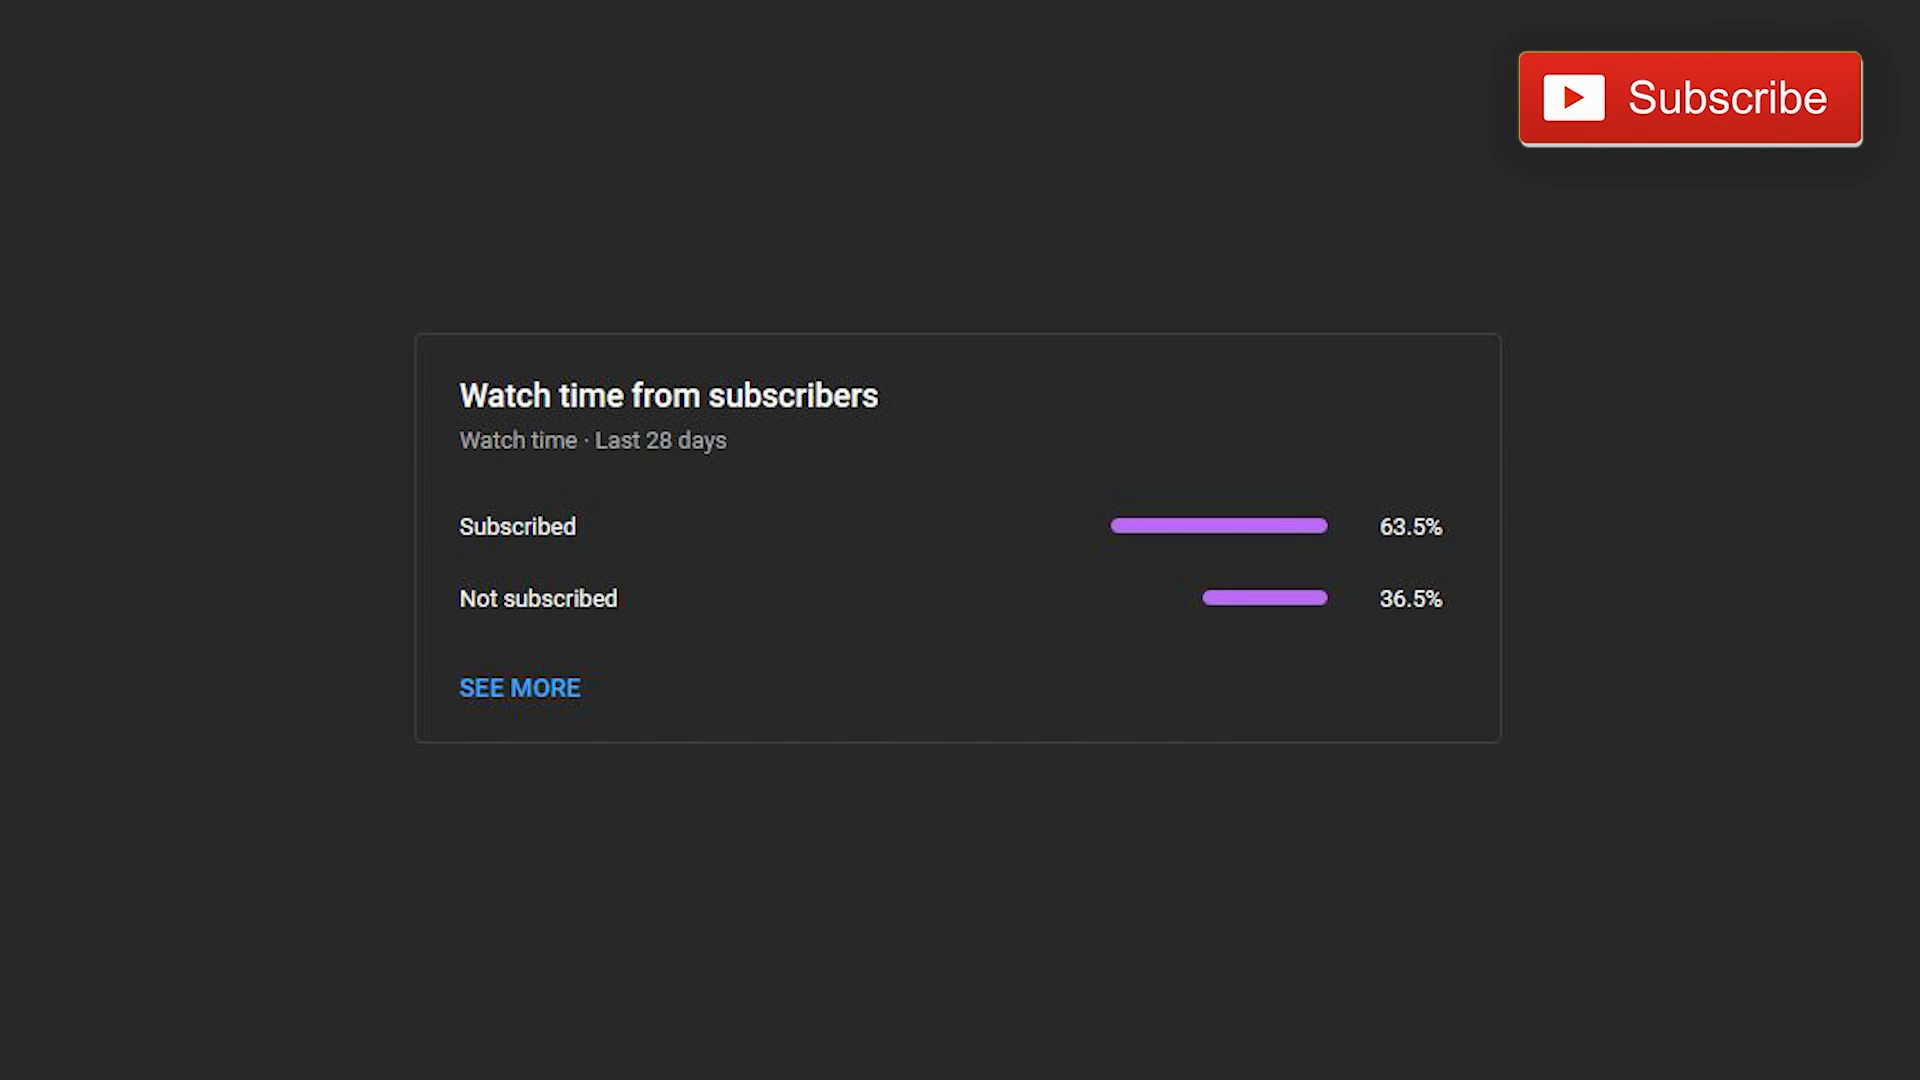 Subscribe
Watch time from subscribers
Watch time · Last 28 days
Subscribed 63.5%
Not subscribed 36.5%
SEE MORE